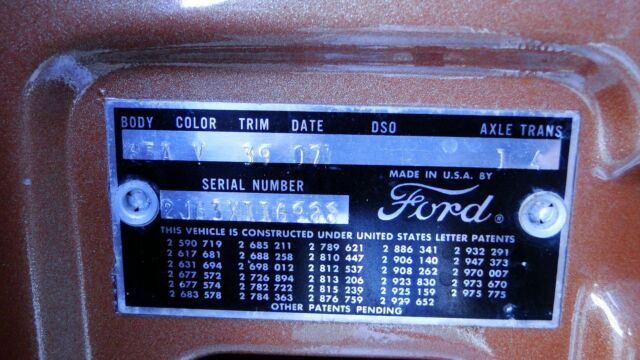 BODY COLOR TRIM DATE DSO AXLE TRANS
V 39 07 1 4
SERIAL NUMBER
MADE IN U.S.A. BY
Ford®
THIS VEHICLE IS CONSTRUCTED UNDER UNITED STATES LETTER PATENTS
2 590 719 2 685 211 2 789 621 2 886 341 2 932 291
2 617 681 2 688 258 2 810 447 2 906 140 2 947 373
2 631 694 2 698 012 2 812 537 2 908 262 2 970 007
2 677 572 2 726 894 2 813 206 2 923 830 2 973 670
2 677 574 2 782 722 2 815 239 2 925 159 2 975 775
2 683 578 2 784 363 2 876 759 2 929 652
OTHER PATENTS PENDING